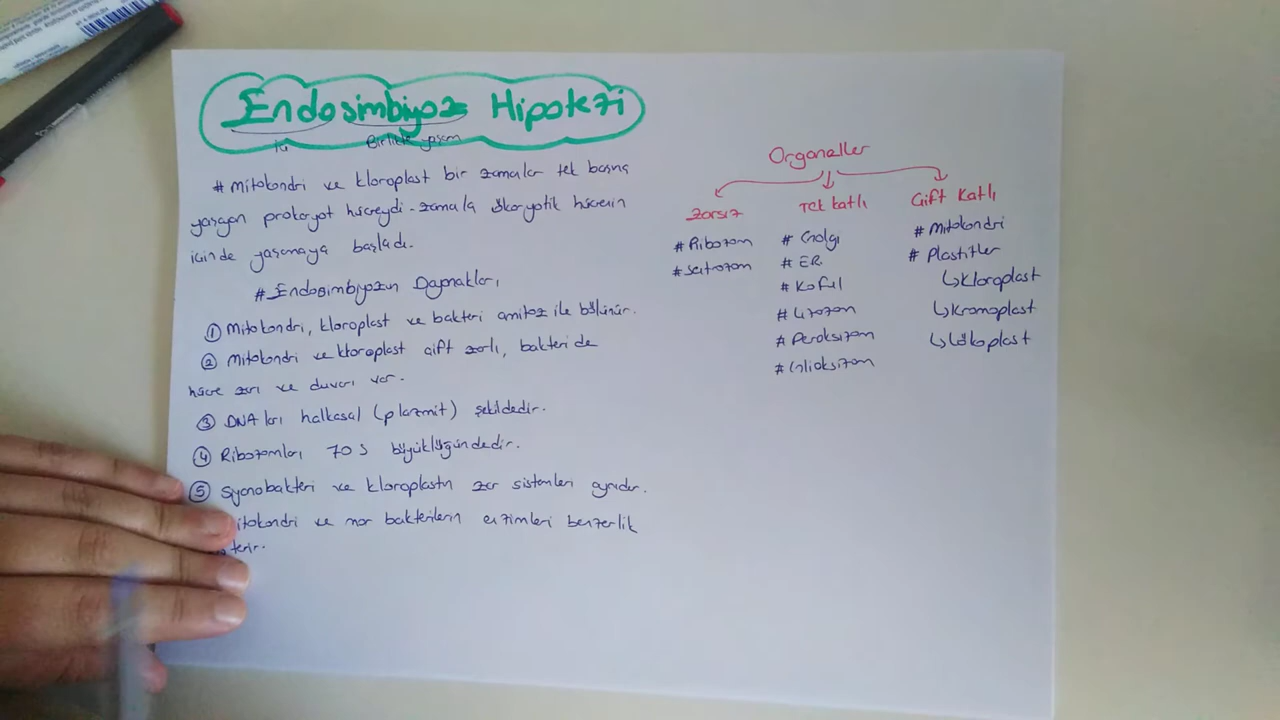 Endosimbiyoz Hipotezi
içi Birlikte yaşam
# Mitokondri ve kloroplast bir zamanlar tek başına
yaşayan prokaryot hücreydi. zamanla ökaryotik hücrenin
içinde yaşamaya başladı.
# Endosimbiyozun Dayanakları
① Mitokondri, kloroplast ve bakteri amitoz ile bölünür.
② Mitokondri ve kloroplast çift zarlı, bakteride
hücre zarı ve duvarı var.
③ DNA ları halkasal (plazmit) şekildedir.
④ Ribozomları 70 S büyüklüğündedir.
⑤ Siyanobakteri ve kloroplastın zar sistemleri aynıdır.
itokondri ve mor bakterilerin enzimleri benzerlik
terir.
Organeller
Zarsız
# Ribozom
# Sentrozom
Tek katlı
# Golgi
# ER
# Koful
# Lizozom
# Peroksizom
# Glioksizom
Çift Katlı
# Mitokondri
# Plastitler
↳ Kloroplast
↳ Kromoplast
↳ Lökoplast